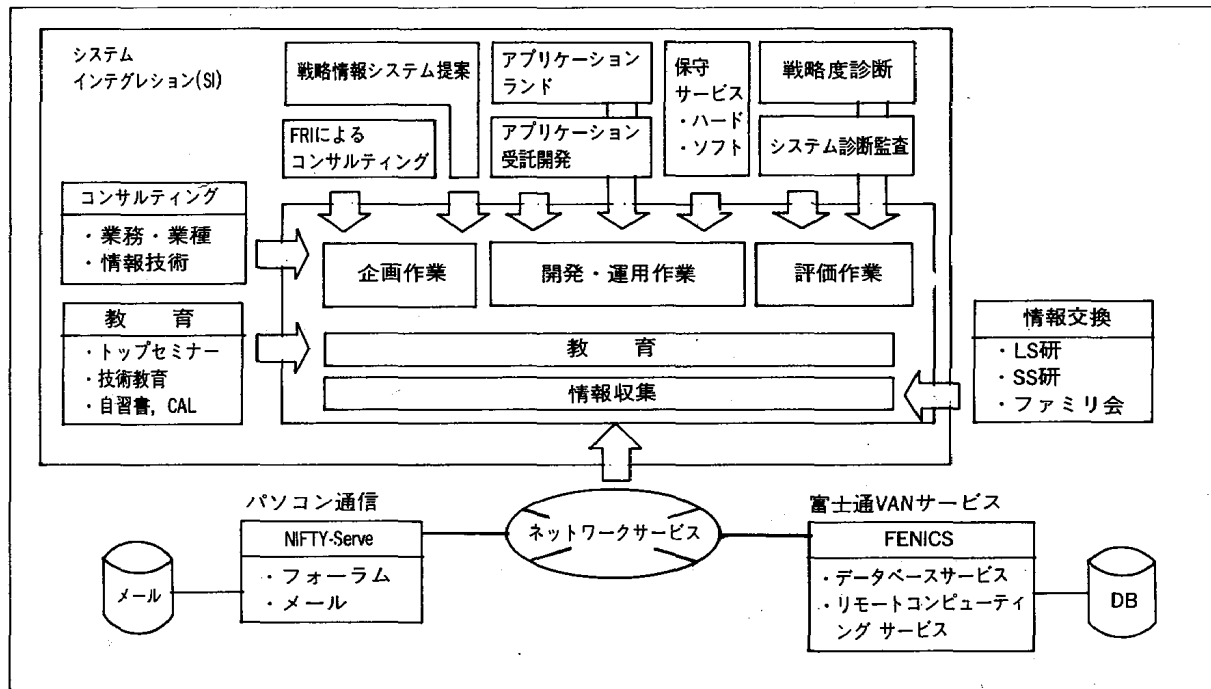 システム
インテグレション(SI)
戦略情報システム提案
FRIによる
コンサルティング
アプリケーション
ランド
アプリケーション
受託開発
保守
サービス
・ハード
・ソフト
戦略度診断
システム診断監査
コンサルティング
・業務・業種
・情報技術
企画作業
開発・運用作業
評価作業
教 育
・トップセミナー
・技術教育
・自習書, CAL
教 育
情報収集
情報交換
・LS研
・SS研
・ファミリ会
パソコン通信
NIFTY-Serve
・フォーラム
・メール
メール
ネットワークサービス
富士通VANサービス
FENICS
・データベースサービス
・リモートコンピューティ
ング サービス
DB